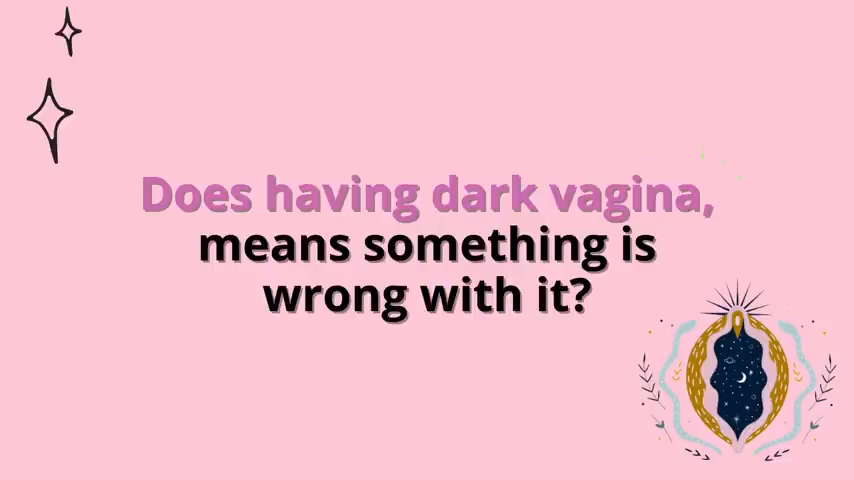 Does having dark vagina,
means something is
wrong with it?